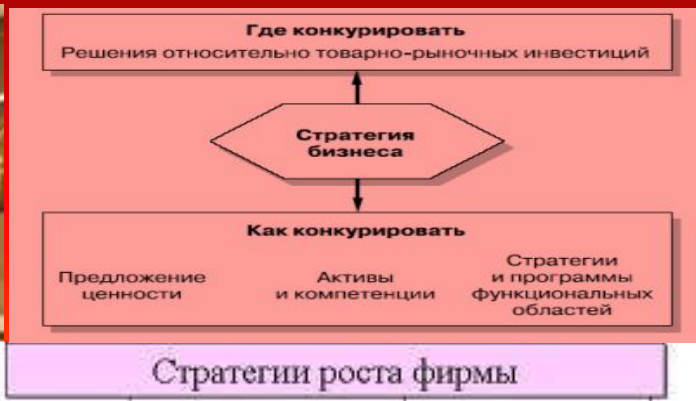 Где конкурировать
Решения относительно товарно-рыночных инвестиций
Стратегия
бизнеса
Как конкурировать
Предложение
ценности
Активы
и компетенции
Стратегии
и программы
функциональных
областей
Стратегии роста фирмы